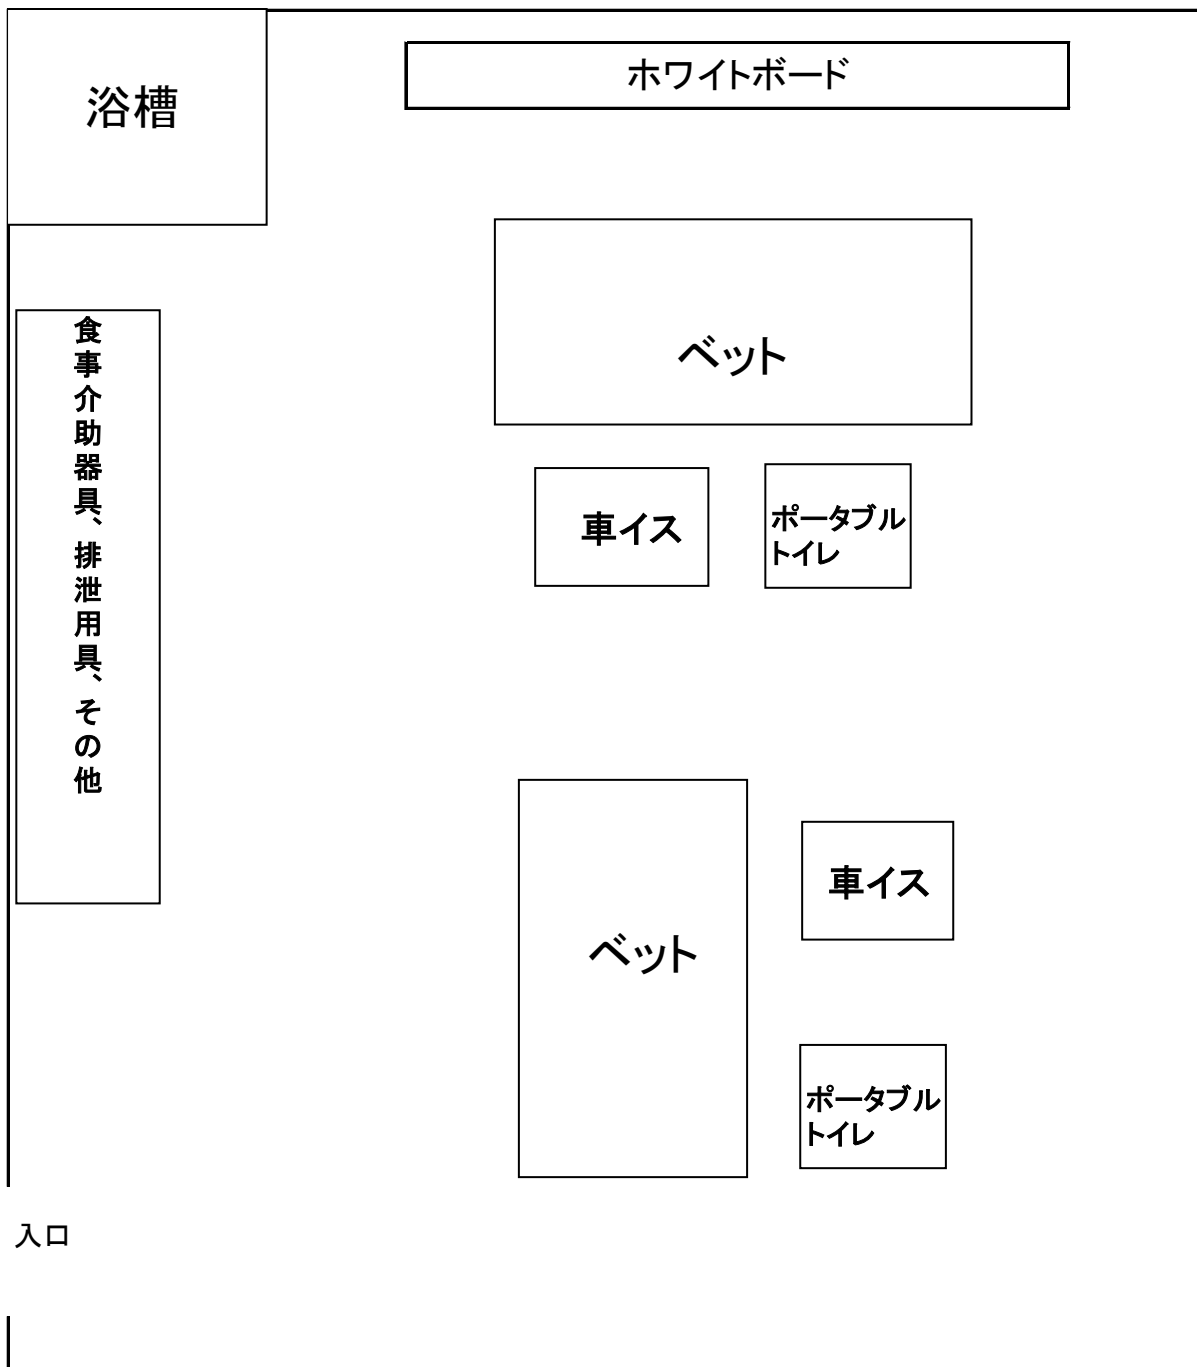 浴槽
ホワイトボード
ベット
食事介助器具、排泄用具、その他
車イス
ポータブル
トイレ
ベット
車イス
ポータブル
トイレ
入口